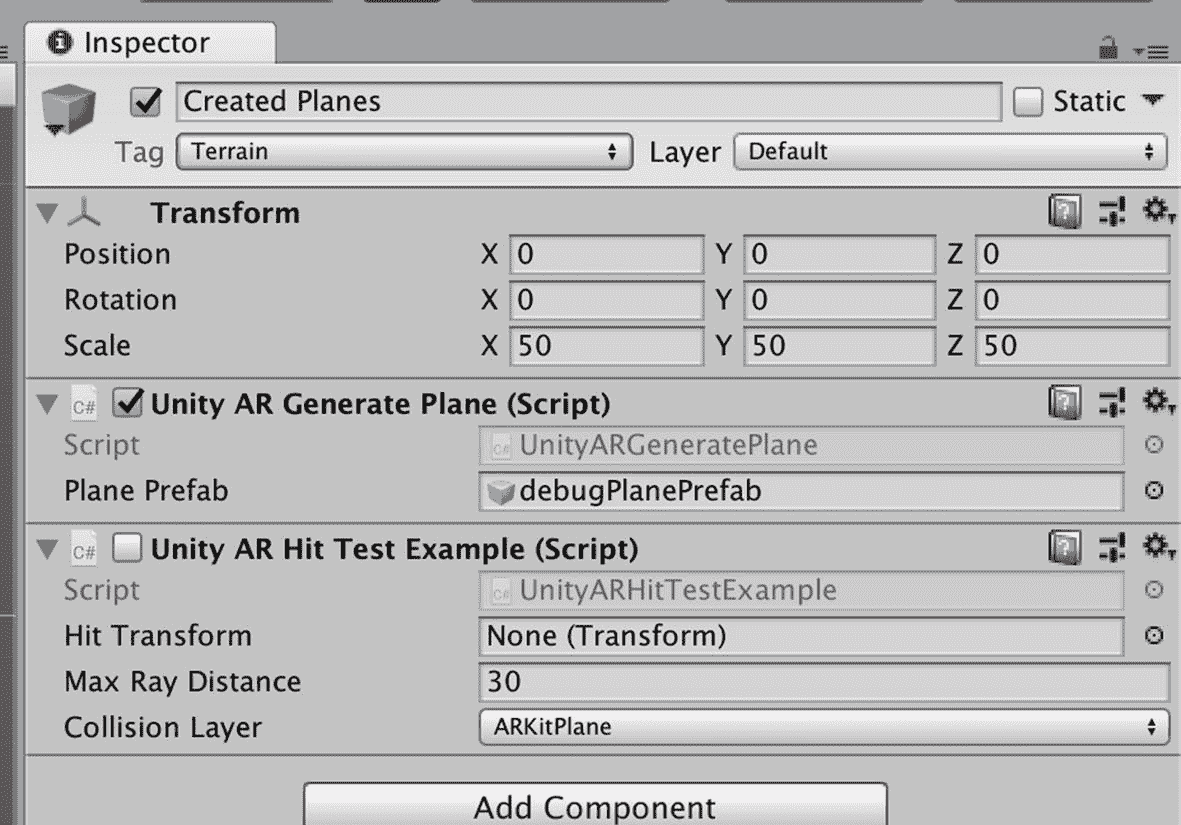 Inspector
Created Planes Static
Tag Terrain Layer Default
Transform
Position X 0 Y 0 Z 0
Rotation X 0 Y 0 Z 0
Scale X 50 Y 50 Z 50
C# Unity AR Generate Plane (Script)
Script C# UnityARGeneratePlane
Plane Prefab debugPlanePrefab
C# Unity AR Hit Test Example (Script)
Script C# UnityARHitTestExample
Hit Transform None (Transform)
Max Ray Distance 30
Collision Layer ARKitPlane
Add Component